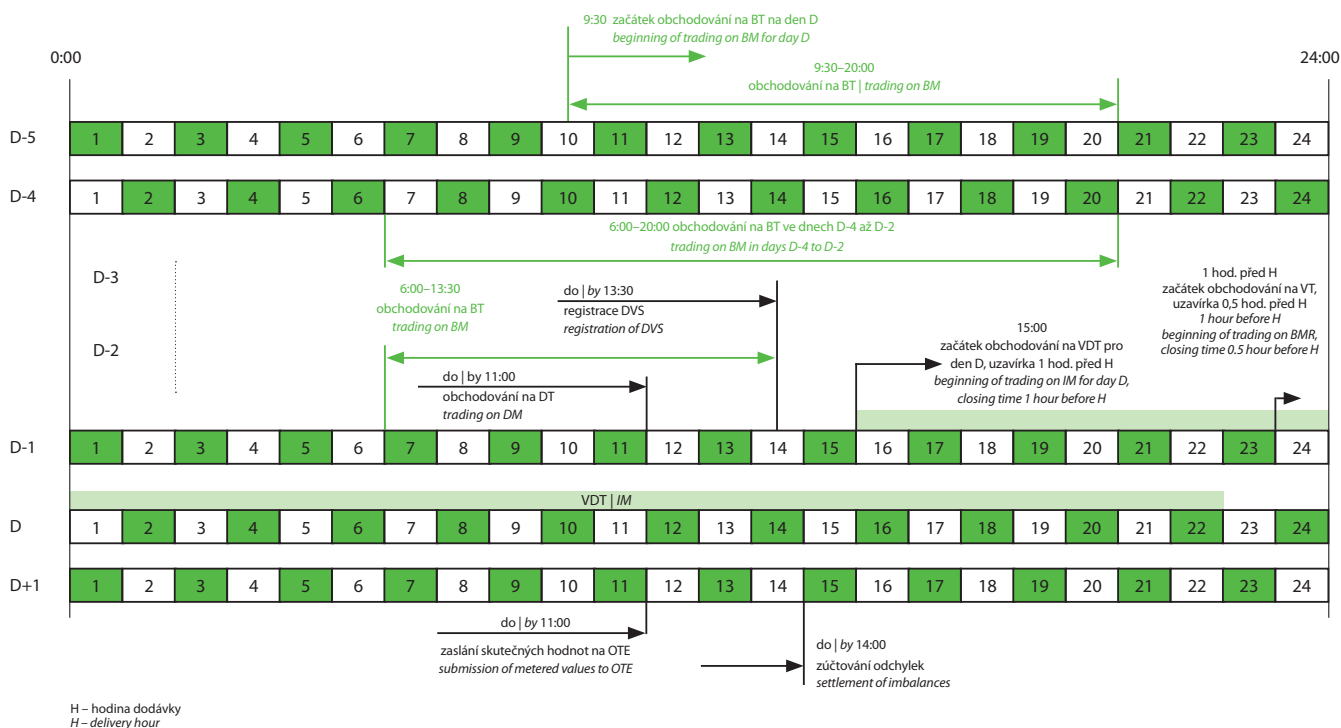 9:30 začátek obchodování na BT na den D
beginning of trading on BM for day D
0:00
24:00
9:30–20:00
obchodování na BT | trading on BM
D-5
1 2 3 4 5 6 7 8 9 10 11 12 13 14 15 16 17 18 19 20 21 22 23 24
D-4
1 2 3 4 5 6 7 8 9 10 11 12 13 14 15 16 17 18 19 20 21 22 23 24
6:00–20:00 obchodování na BT ve dnech D-4 až D-2
trading on BM in days D-4 to D-2
D-3
D-2
6:00–13:30
obchodování na BT
trading on BM
do | by 13:30
registrace DVS
registration of DVS
do | by 11:00
obchodování na DT
trading on DM
15:00
začátek obchodování na VDT pro
den D, uzavírka 1 hod. před H
beginning of trading on IM for day D,
closing time 1 hour before H
1 hod. před H
začátek obchodování na VT,
uzavírka 0,5 hod. před H
1 hour before H
beginning of trading on BMR,
closing time 0.5 hour before H
D-1
1 2 3 4 5 6 7 8 9 10 11 12 13 14 15 16 17 18 19 20 21 22 23 24
VDT | IM
D
1 2 3 4 5 6 7 8 9 10 11 12 13 14 15 16 17 18 19 20 21 22 23 24
D+1
1 2 3 4 5 6 7 8 9 10 11 12 13 14 15 16 17 18 19 20 21 22 23 24
do | by 11:00
zaslání skutečných hodnot na OTE
submission of metered values to OTE
do | by 14:00
zúčtování odchylek
settlement of imbalances
H – hodina dodávky
H – delivery hour